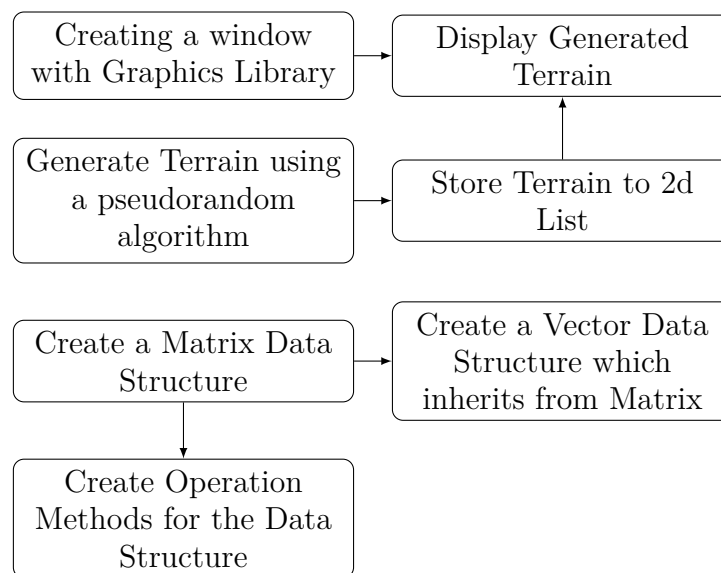 Creating a window
with Graphics Library
Display Generated
Terrain
Generate Terrain using
a pseudorandom
algorithm
Store Terrain to 2d
List
Create a Matrix Data
Structure
Create a Vector Data
Structure which
inherits from Matrix
Create Operation
Methods for the Data
Structure